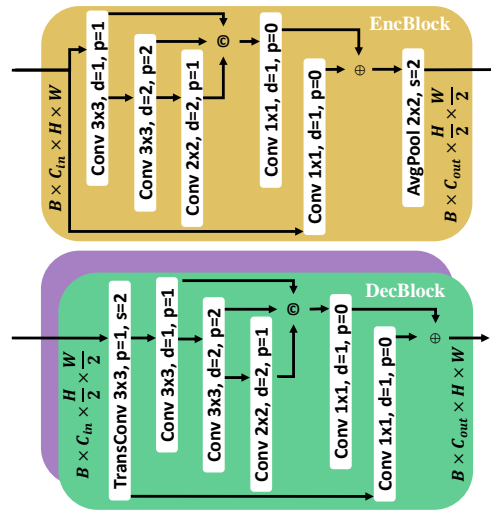 EncBlock
B × C_in × H × W
Conv 3x3, d=1, p=1
Conv 3x3, d=2, p=2
Conv 2x2, d=2, p=1
©
Conv 1x1, d=1, p=0
Conv 1x1, d=1, p=0
⊕
AvgPool 2x2, s=2
B × C_out × H/2 × W/2
DecBlock
B × C_in × H/2 × W/2
TransConv 3x3, p=1, s=2
Conv 3x3, d=1, p=1
Conv 3x3, d=2, p=2
Conv 2x2, d=2, p=1
©
Conv 1x1, d=1, p=0
Conv 1x1, d=1, p=0
⊕
B × C_out × H × W